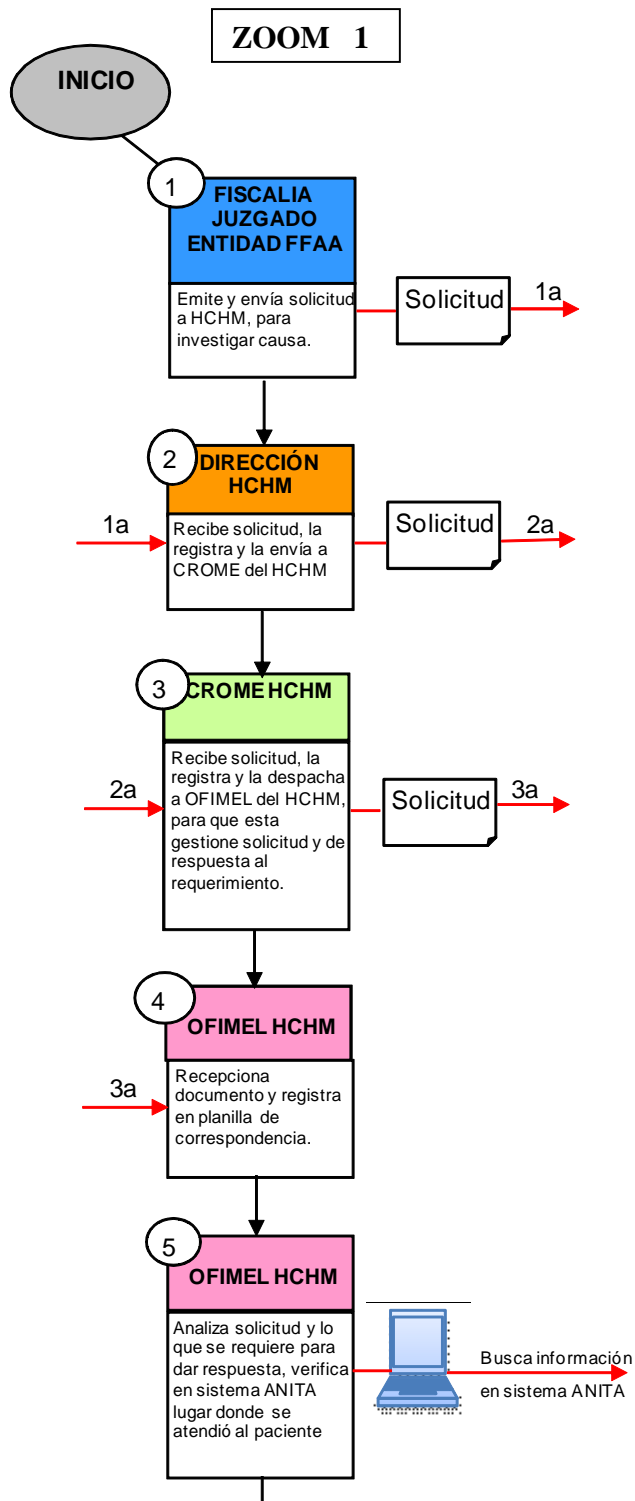 ZOOM 1
INICIO
1
FISCALIA
JUZGADO
ENTIDAD FFAA
Emite y envía solicitud
a HCHM, para
investigar causa.
Solicitud
1a
2
DIRECCIÓN
HCHM
1a
Recibe solicitud, la
registra y la envía a
CROME del HCHM
Solicitud
2a
3
CROME HCHM
2a
Recibe solicitud, la
registra y la despacha
a OFIMEL del HCHM,
para que esta
gestione solicitud y de
respuesta al
requerimiento.
Solicitud
3a
4
OFIMEL HCHM
3a
Recepciona
documento y registra
en planilla de
correspondencia.
5
OFIMEL HCHM
Analiza solicitud y lo
que se requiere para
dar respuesta, verifica
en sistema ANITA
lugar donde se
atendió al paciente
Busca información
en sistema ANITA